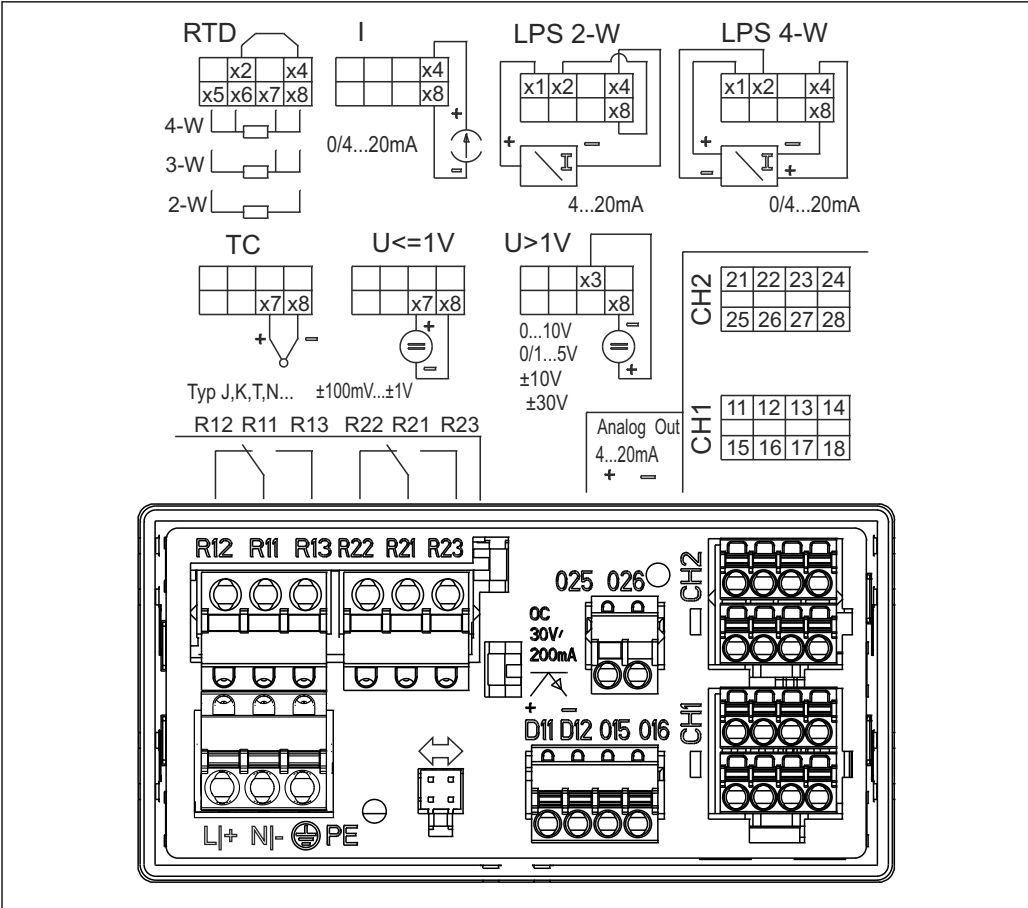 RTD I LPS 2-W LPS 4-W
x2 x4
x5 x6 x7 x8
4-W
3-W
2-W
x4
x8
+
-
0/4...20mA
x1 x2 x4
x8
+ -
I
4...20mA
x1 x2 x4
x8
+ -
- +
I
0/4...20mA
TC U<=1V U>1V
x7 x8
+ -
Typ J,K,T,N...
x7 x8
+
=
-
±100mV...±1V
x3
x8
0...10V
0/1...5V
±10V
±30V
-
=
+
CH2
21 22 23 24
25 26 27 28
CH1
11 12 13 14
15 16 17 18
R12 R11 R13 R22 R21 R23
Analog Out
4...20mA
+ -
R12 R11 R13 R22 R21 R23
O25 O26
CH2
OC
30V/
200mA
+ -
D11 D12 O15 O16
CH1
L|+ N|- PE